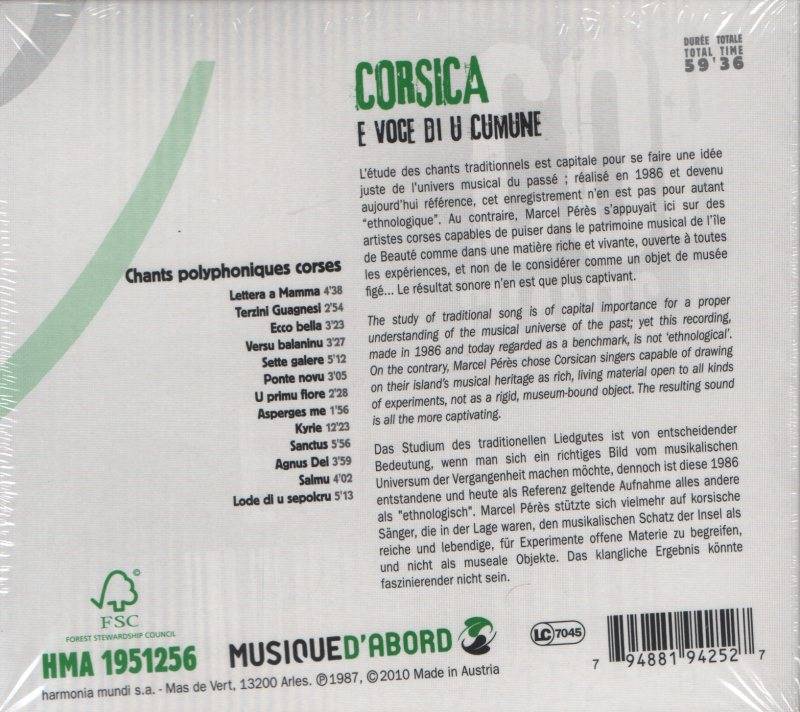 DURÉE TOTALE
TOTAL TIME
59'36
CORSICA
E VOCE DI U CUMUNE
L'étude des chants traditionnels est capitale pour se faire une idée
juste de l'univers musical du passé ; réalisé en 1986 et devenu
aujourd'hui référence, cet enregistrement n'en est pas pour autant
"ethnologique". Au contraire, Marcel Pérès s'appuyait ici sur des
artistes corses capables de puiser dans le patrimoine musical de l'île
de Beauté comme dans une matière riche et vivante, ouverte à toutes
les expériences, et non de le considérer comme un objet de musée
figé... Le résultat sonore n'en est que plus captivant.
The study of traditional song is of capital importance for a proper
understanding of the musical universe of the past; yet this recording,
made in 1986 and today regarded as a benchmark, is not 'ethnological'.
On the contrary, Marcel Pérès chose Corsican singers capable of drawing
on their island's musical heritage as rich, living material open to all kinds
of experiments, not as a rigid, museum-bound object. The resulting sound
is all the more captivating.
Das Studium des traditionellen Liedgutes ist von entscheidender
Bedeutung, wenn man sich ein richtiges Bild vom musikalischen
Universum der Vergangenheit machen möchte, dennoch ist diese 1986
entstandene und heute als Referenz geltende Aufnahme alles andere
als "ethnologisch". Marcel Pérès stützte sich vielmehr auf korsische
Sänger, die in der Lage waren, den musikalischen Schatz der Insel als
reiche und lebendige, für Experimente offene Materie zu begreifen,
und nicht als museale Objekte. Das klangliche Ergebnis könnte
faszinierender nicht sein.
Chants polyphoniques corses
Lettera a Mamma 4'38
Terzini Guagnesi 2'54
Ecco bella 3'23
Versu balaninu 3'27
Sette galere 5'12
Ponte novu 3'05
U primu fiore 2'28
Asperges me 1'56
Kyrie 12'23
Sanctus 5'56
Agnus Dei 3'59
Salmu 4'02
Lode di u sepolcru 5'13
©
FSC
FOREST STEWARDSHIP COUNCIL
HMA 1951256
MUSIQUE D'ABORD
LC 7045
7 94881 94252 7
harmonia mundi s.a. - Mas de Vert, 13200 Arles. ℗1987, ©2010 Made in Austria